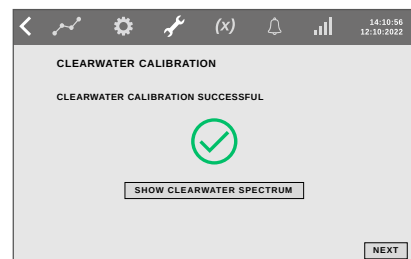 (x)
14:10:56
12:10:2022
CLEARWATER CALIBRATION
CLEARWATER CALIBRATION SUCCESSFUL
SHOW CLEARWATER SPECTRUM
NEXT